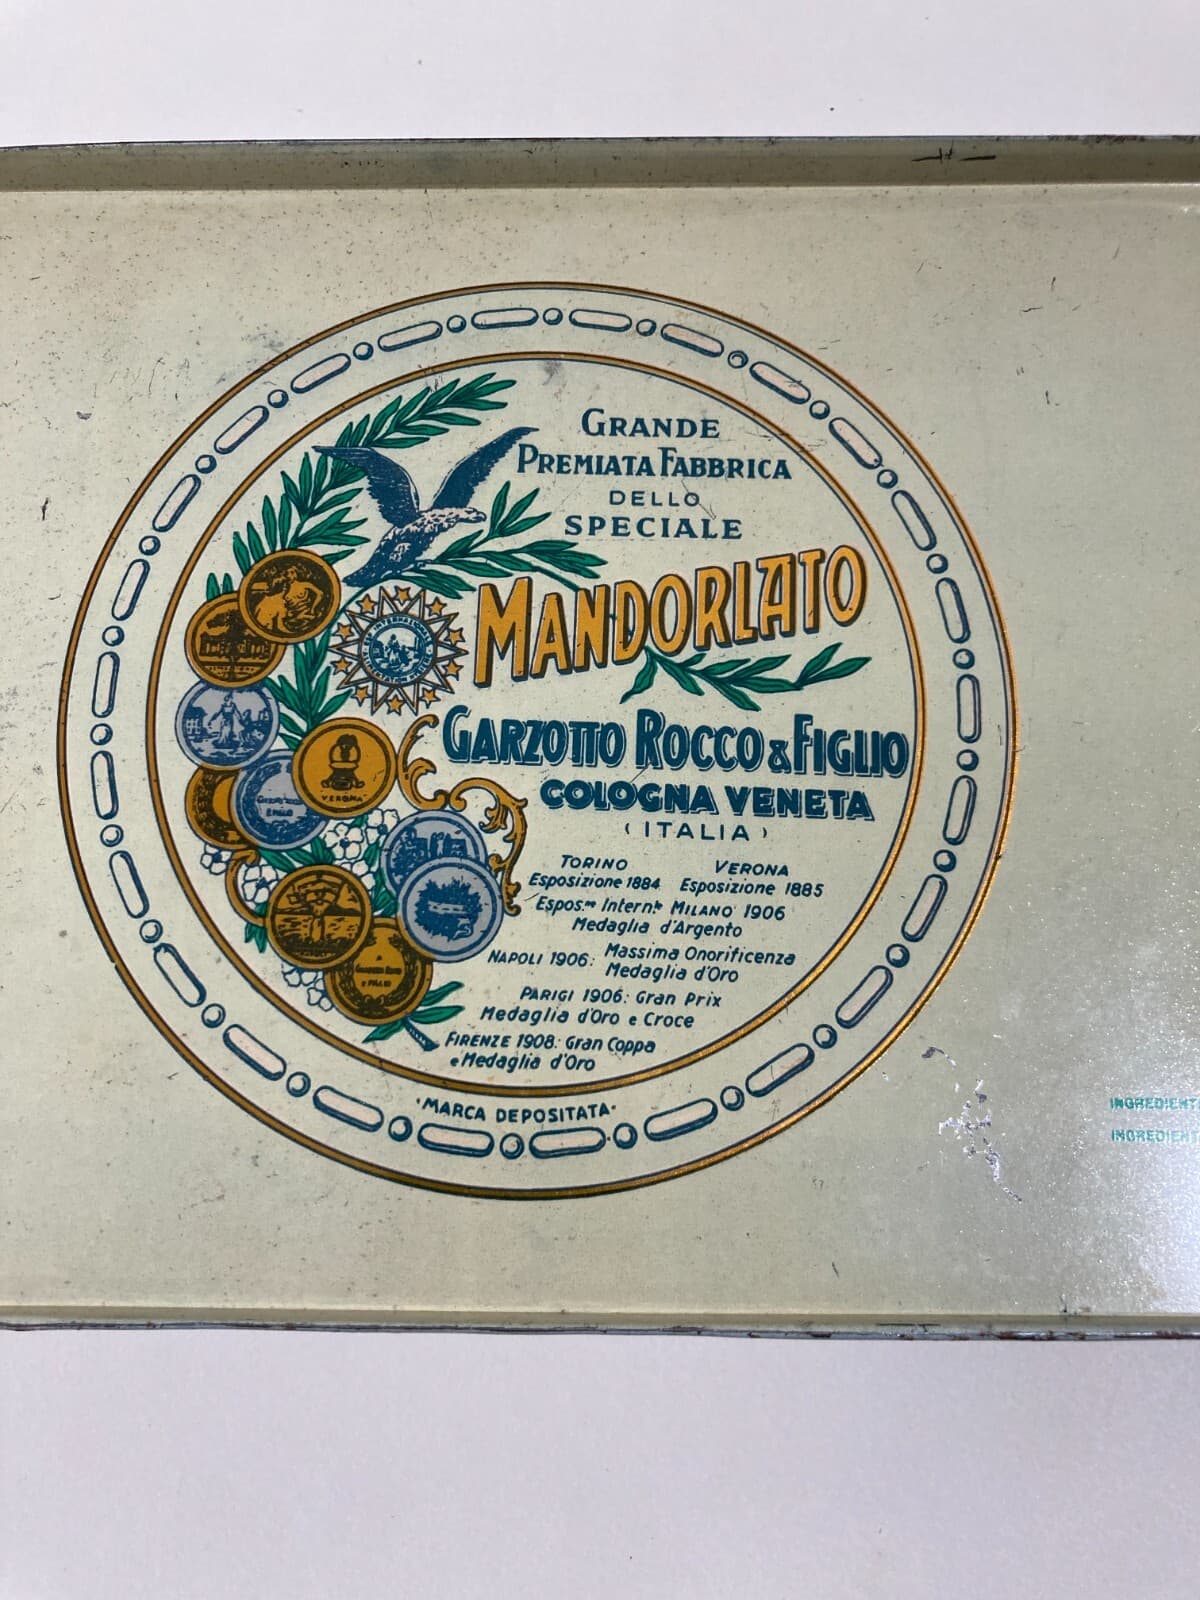 GRANDE
PREMIATA FABBRICA
DELLO
SPECIALE
MANDORLATO
GARZOTTO ROCCO & FIGLIO
COLOGNA VENETA
(ITALIA)
TORINO VERONA
Esposizione 1884 Esposizione 1885
Espos.ne Intern.le MILANO 1906
Medaglia d'Argento
NAPOLI 1906: Massima Onorificenza
Medaglia d'Oro
PARIGI 1906: Gran Prix
Medaglia d'Oro e Croce
FIRENZE 1908: Gran Coppa
e Medaglia d'Oro
·MARCA DEPOSITATA·
VERONA
INGREDIENT
INGREDIENT